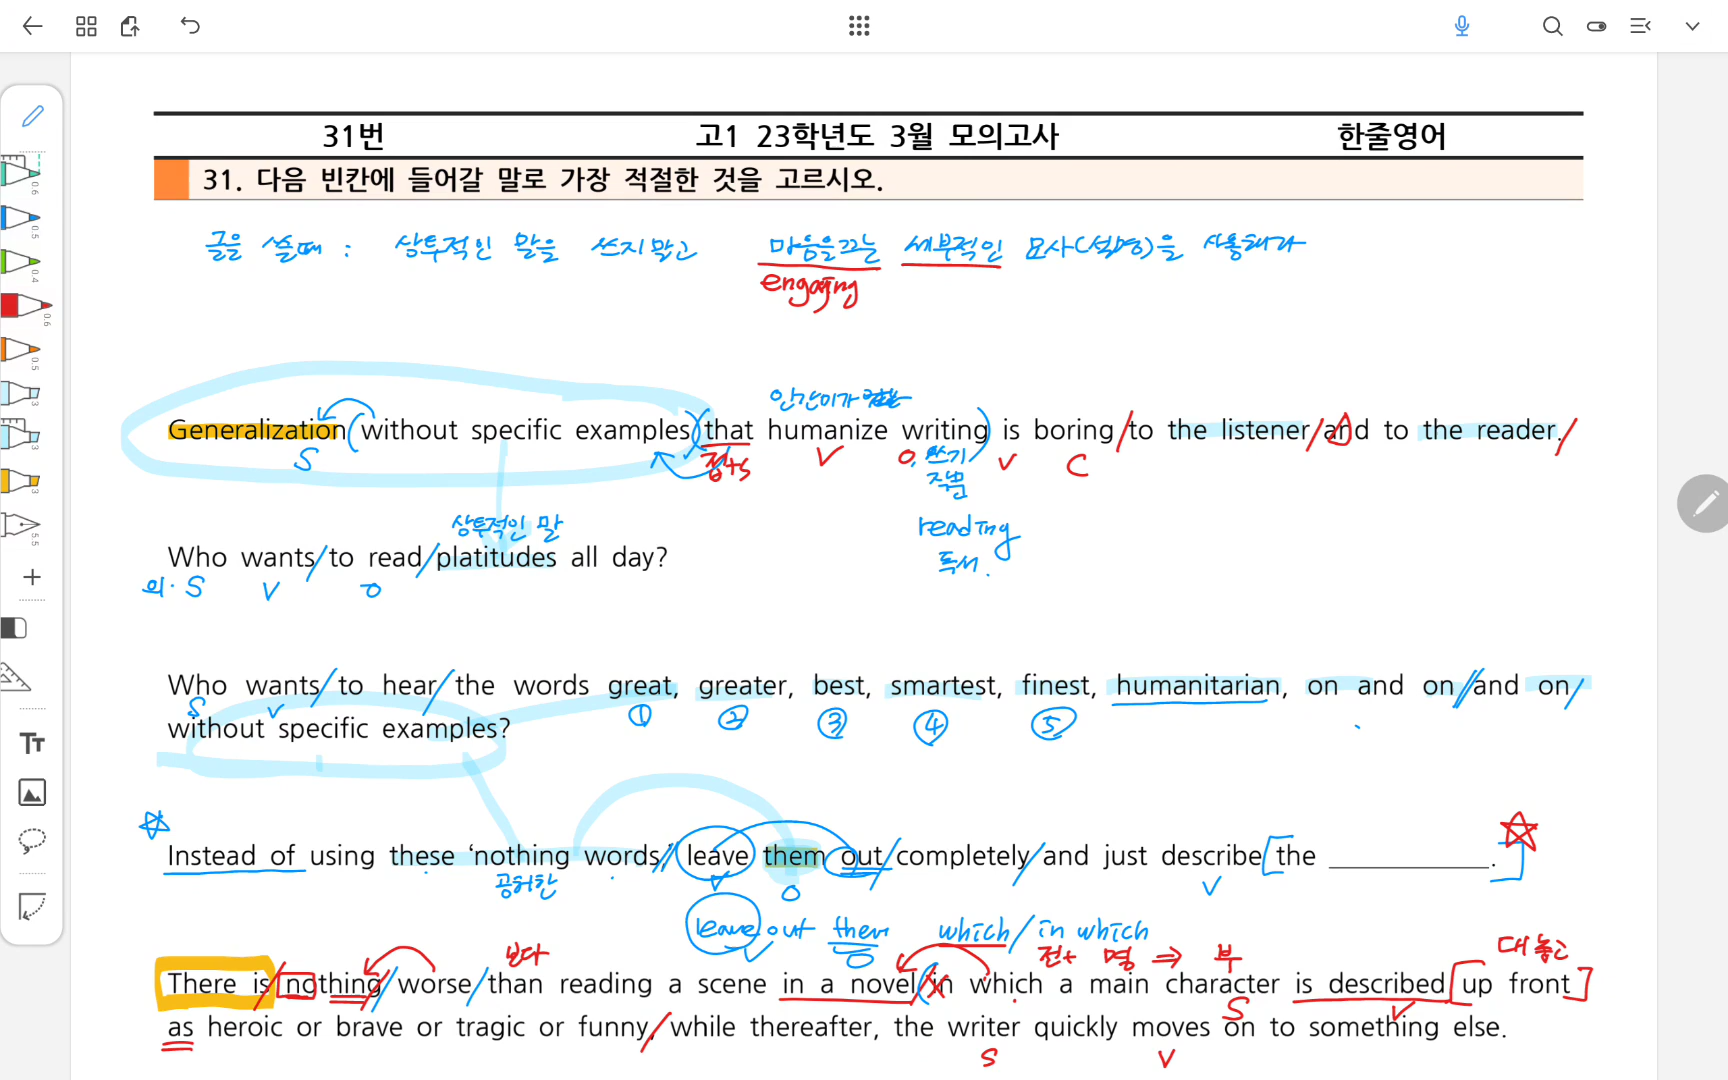 31번 고1 23학년도 3월 모의고사 한줄영어
31. 다음 빈칸에 들어갈 말로 가장 적절한 것을 고르시오.
글을 쓸때 : 상투적인 말을 쓰지말고 마음을끄는 세부적인 묘사(설명)을 사용해라
engaging
인간미가
Generalization (without specific examples) (that humanize writing) is boring / to the listener / and to the reader. /
S 접+S V O, 쓰기 V C
작문
상투적인 말 reading
Who wants / to read / platitudes all day?
의. S V O 독서.
Who wants / to hear / the words great, greater, best, smartest, finest, humanitarian, on and on // and on /
S V ① ② ③ ④ ⑤
without specific examples?
Instead of using these ‘nothing words,’ // leave them out / completely / and just describe [ the ____________. ]
공허한 V O V
leave out them which / in which
보다 전+ 명 ⇒ 부 대놓고
There is / nothing // worse / than reading a scene in a novel (in which a main character is described [ up front ]
S V
as heroic or brave or tragic or funny, / while thereafter, the writer quickly moves on to something else.
S V